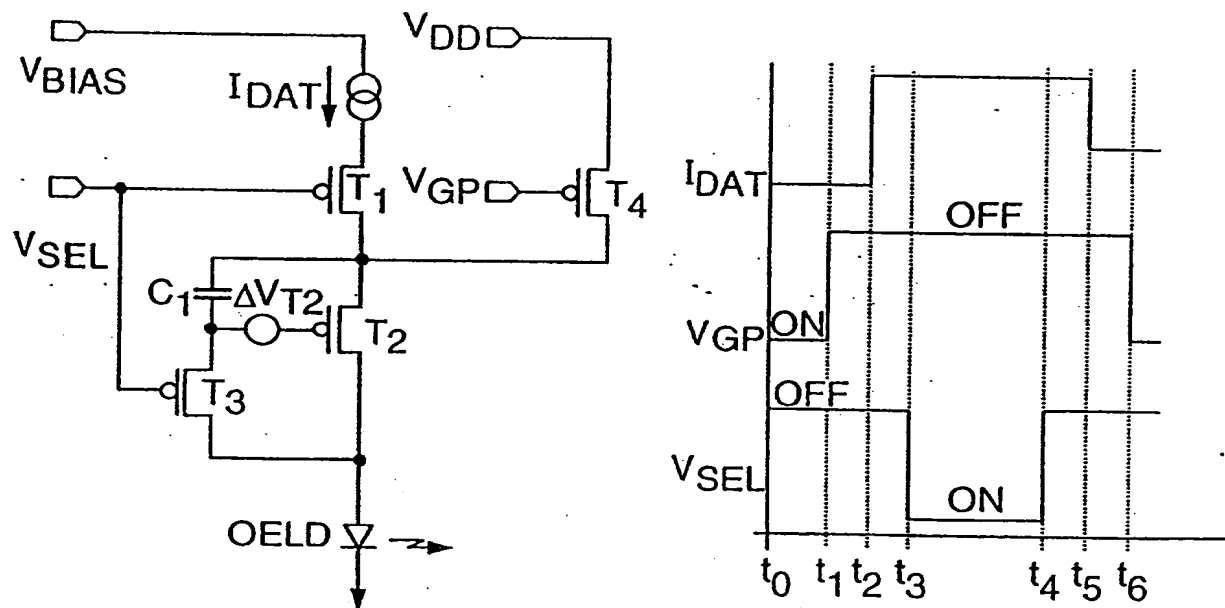 VBIAS
IDAT
VDD
VSEL
T1
VGP
T4
C1
ΔVT2
T2
T3
OELD
IDAT
OFF
VGP
ON
OFF
VSEL
ON
t0 t1 t2 t3 t4 t5 t6